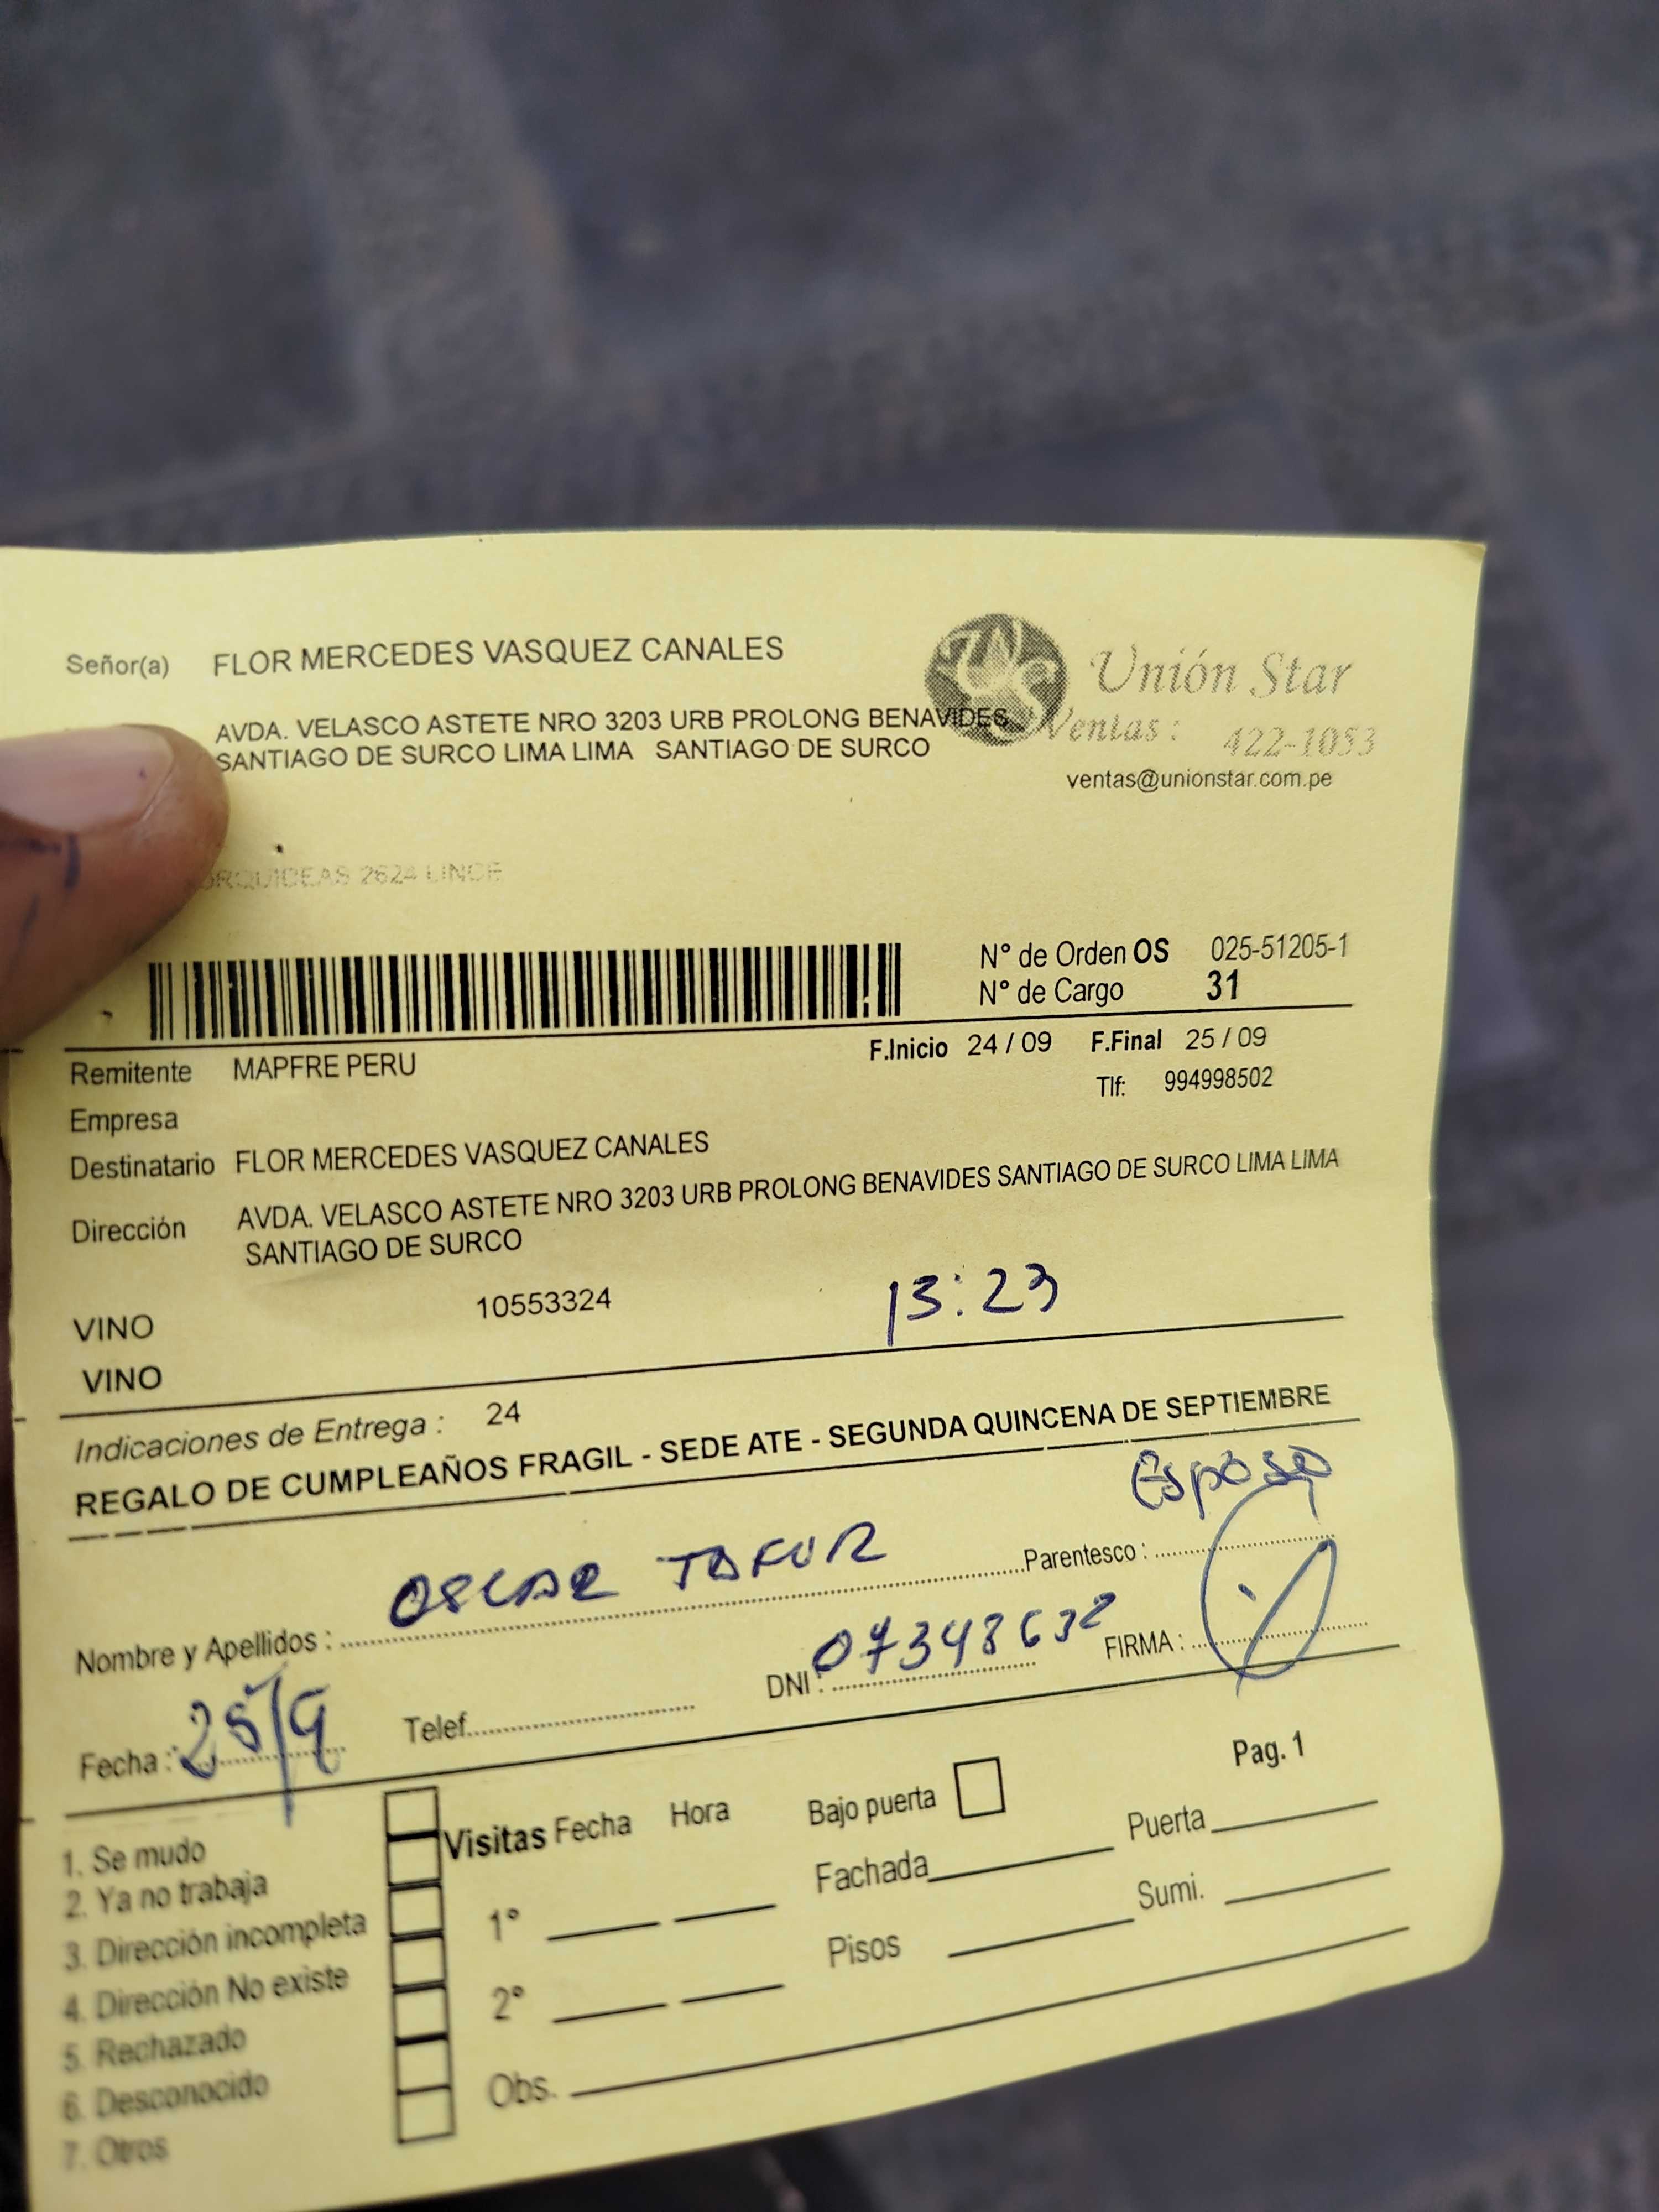 Señor(a) FLOR MERCEDES VASQUEZ CANALES
Unión Star
AVDA. VELASCO ASTETE NRO 3203 URB PROLONG BENAVIDES
Ventas : 422-1053
SANTIAGO DE SURCO LIMA LIMA SANTIAGO DE SURCO
ventas@unionstar.com.pe
ORQUIDEAS 2624 LINCE
N° de Orden OS 025-51205-1
N° de Cargo 31
Remitente MAPFRE PERU
F.Inicio 24 / 09 F.Final 25 / 09
Tlf: 994998502
Empresa
Destinatario FLOR MERCEDES VASQUEZ CANALES
Dirección AVDA. VELASCO ASTETE NRO 3203 URB PROLONG BENAVIDES SANTIAGO DE SURCO LIMA LIMA
SANTIAGO DE SURCO
VINO 10553324 13:23
VINO
Indicaciones de Entrega : 24
REGALO DE CUMPLEAÑOS FRAGIL - SEDE ATE - SEGUNDA QUINCENA DE SEPTIEMBRE
Nombre y Apellidos : OSCAR TAFUR Parentesco : Esposo
Fecha : 25/9 Telef. DNI : 07348632 FIRMA :
Pag. 1
1. Se mudo
2. Ya no trabaja
3. Dirección incompleta
4. Dirección No existe
5. Rechazado
6. Desconocido
7. Otros
Visitas Fecha Hora
1°
2°
Obs.
Bajo puerta
Fachada Puerta
Pisos Sumi.